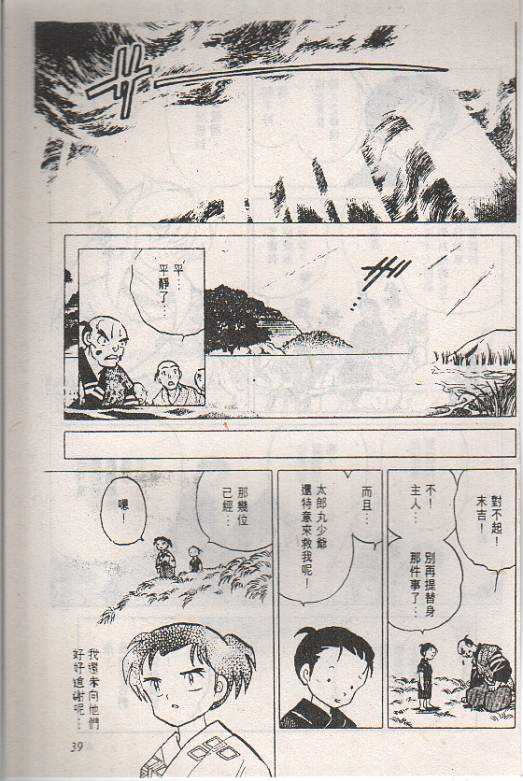 平…
平靜了…
對不起！
末吉！
不！
主人…
別再提替身
那件事了…
而且…
太郎丸少爺
還特意來救我呢！
那幾位
已經…
嗯！
我還未向他們
好好道謝呢…
39